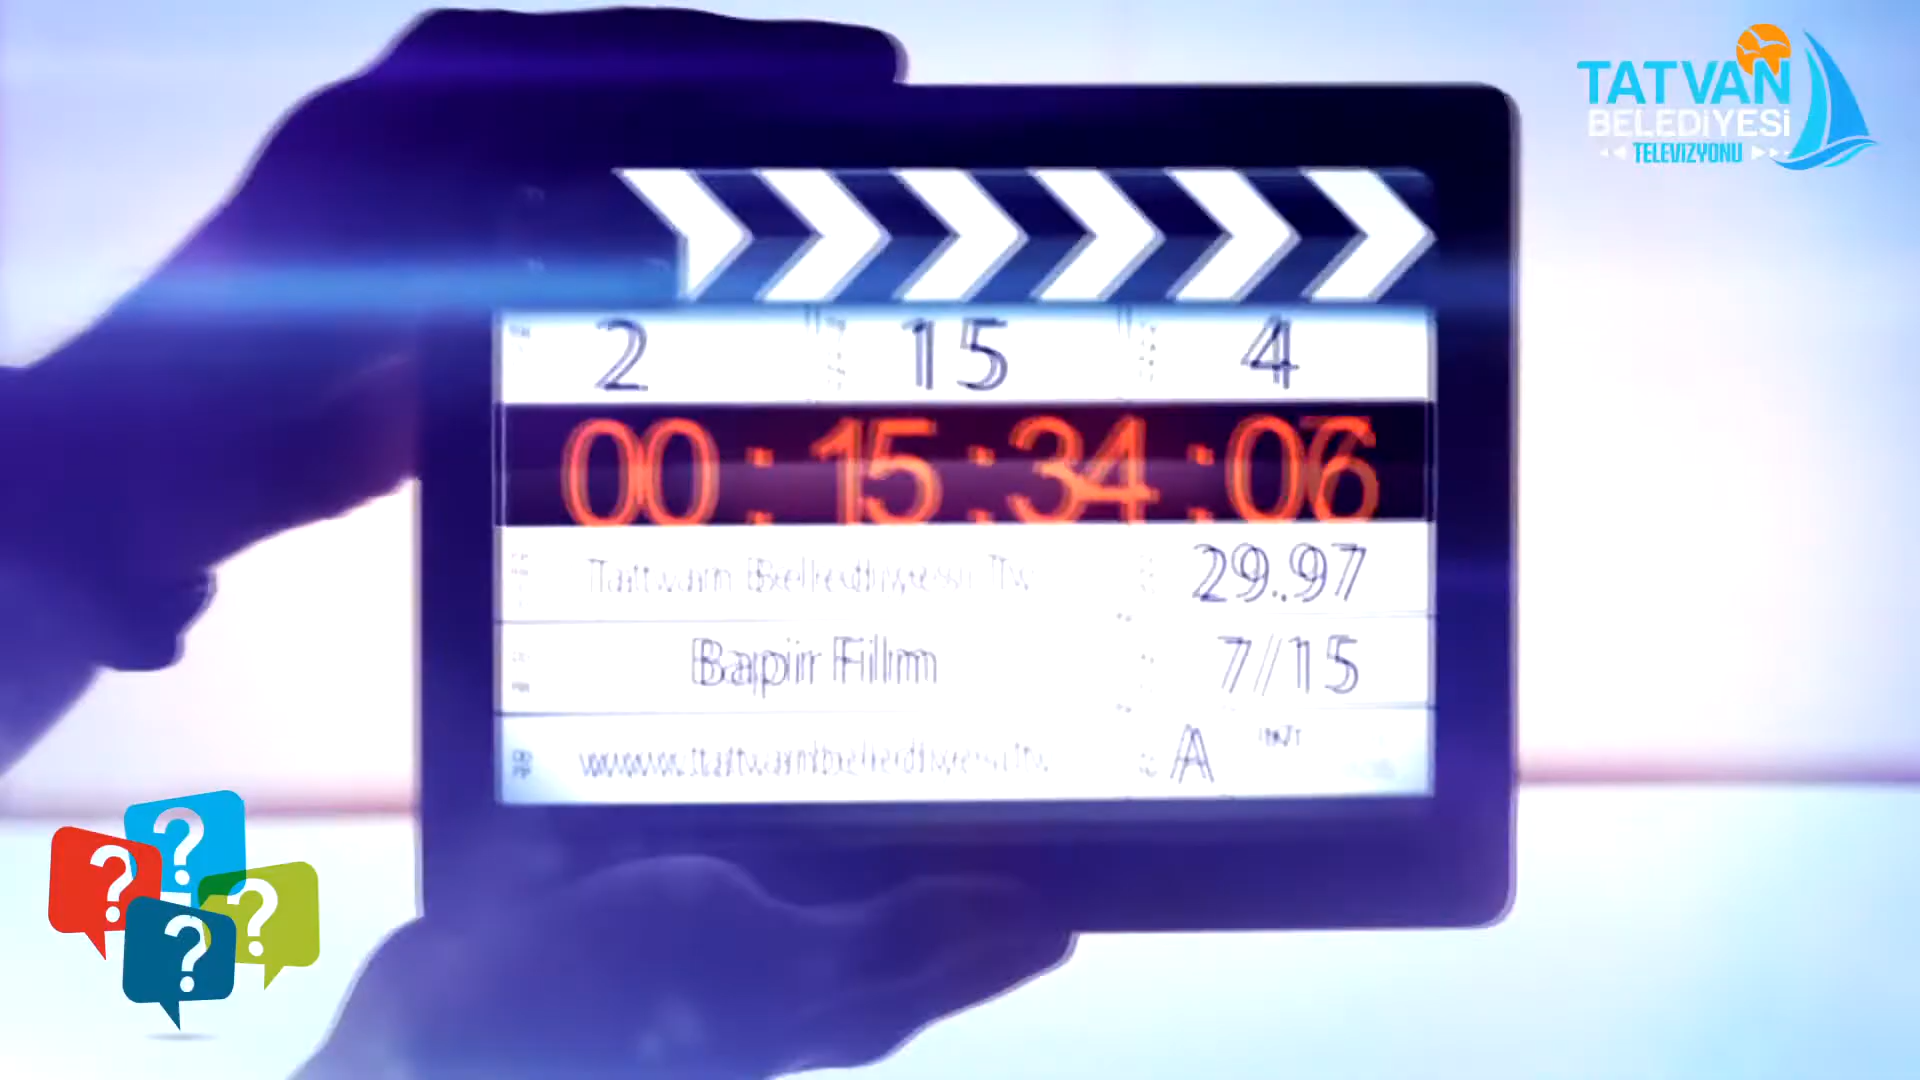 TATVAN
BELEDİYESİ
TELEVİZYONU
2 15 4
00:15:34:06
Tatvan Belediyesi Tv 29.97
Bapir Film 7/15
www.tatvanbelediyesi.tv A INT
? ? ? ?